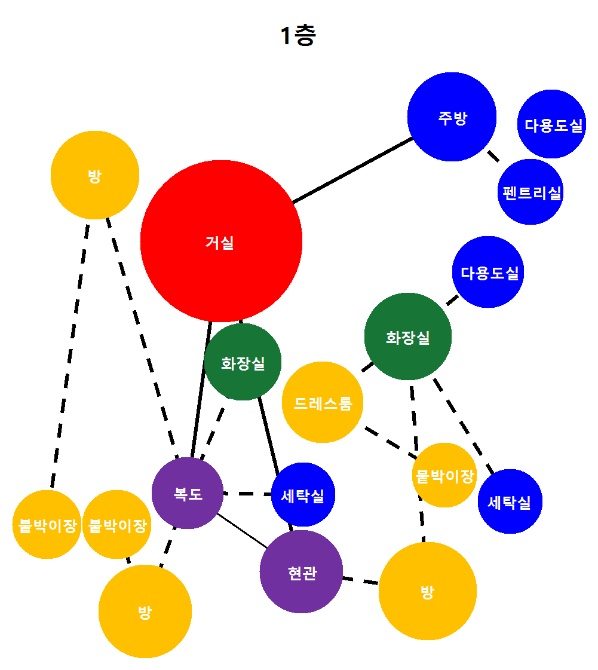 1층
주방
다용도실
방
펜트리실
거실
다용도실
화장실
화장실
드레스룸
붙박이장
복도
세탁실
세탁실
붙박이장
붙박이장
현관
방
방